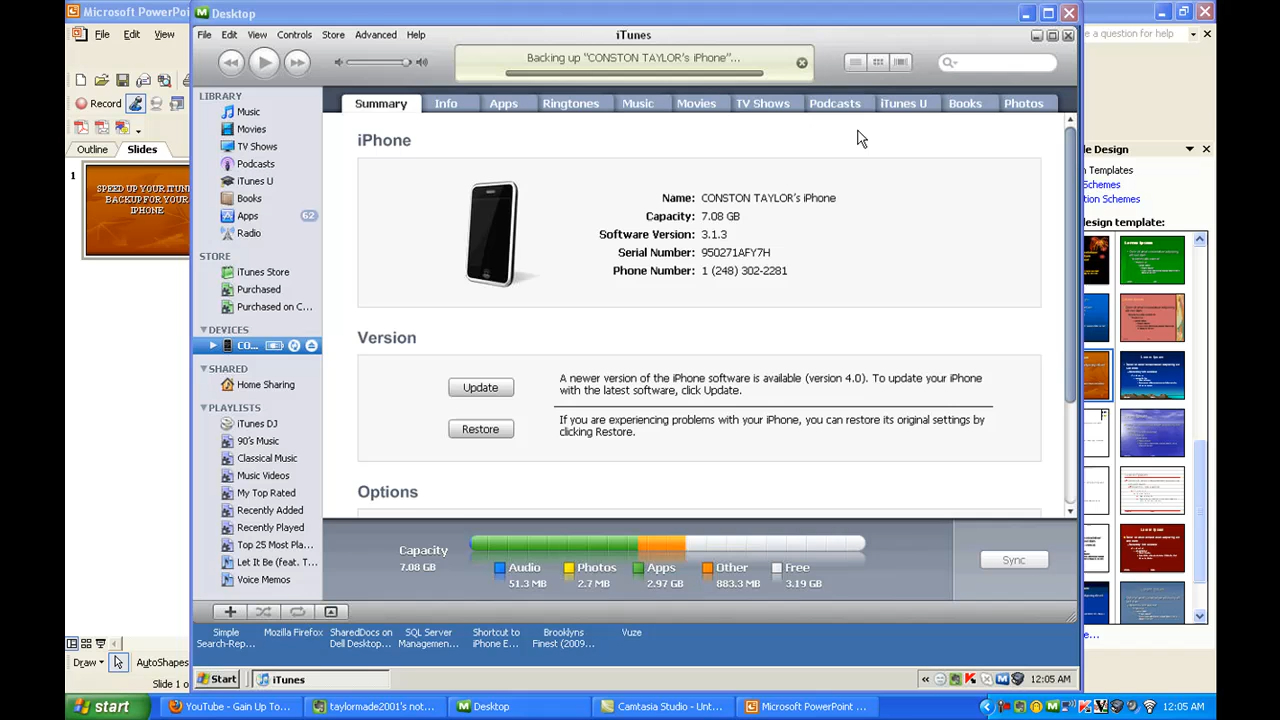 Microsoft PowerPoi
Desktop
File Edit View
a question for help
File Edit View Controls Store Advanced Help
iTunes
Backing up "CONSTON TAYLOR's iPhone"...
Record
Outline Slides
1
SPEED UP YOUR ITUN
BACKUP FOR YOUR
IPHONE
LIBRARY
Music
Movies
TV Shows
Podcasts
iTunes U
Books
Apps 62
Radio
STORE
iTunes Store
Purchased
Purchased on C...
DEVICES
CO...
SHARED
Home Sharing
PLAYLISTS
iTunes DJ
90's Music
Classical Music
Music Videos
My Top Rated
Recently Added
Recently Played
Top 25 Most Pla...
Let It Be (feat. T...
Voice Memos
Summary Info Apps Ringtones Music Movies TV Shows Podcasts iTunes U Books Photos
iPhone
Name: CONSTON TAYLOR's iPhone
Capacity: 7.08 GB
Software Version: 3.1.3
Serial Number: 950271AFY7H
Phone Number: 1 (248) 302-2281
Version
Update
A newer version of the iPhone software is available (version 4.0). To update your iPhone
with the latest software, click Update.
Restore
If you are experiencing problems with your iPhone, you can restore its original settings by
clicking Restore.
Options
Capacity
7.08 GB
Audio
51.3 MB
Photos
2.7 MB
Apps
2.97 GB
Other
883.3 MB
Free
3.19 GB
Sync
le Design
n Templates
Schemes
mation Schemes
design template:
e...
Simple
Search-Rep...
Mozilla Firefox
SharedDocs on
Dell Desktop...
SQL Server
Managemen...
Shortcut to
iPhone E...
Brooklyns
Finest (2009...
Vuze
Start iTunes 12:05 AM
Draw AutoShapes
Slide 1 o
start YouTube - Gain Up To... taylormade2001's not... Desktop Camtasia Studio - Unt... Microsoft PowerPoint ... 12:05 AM